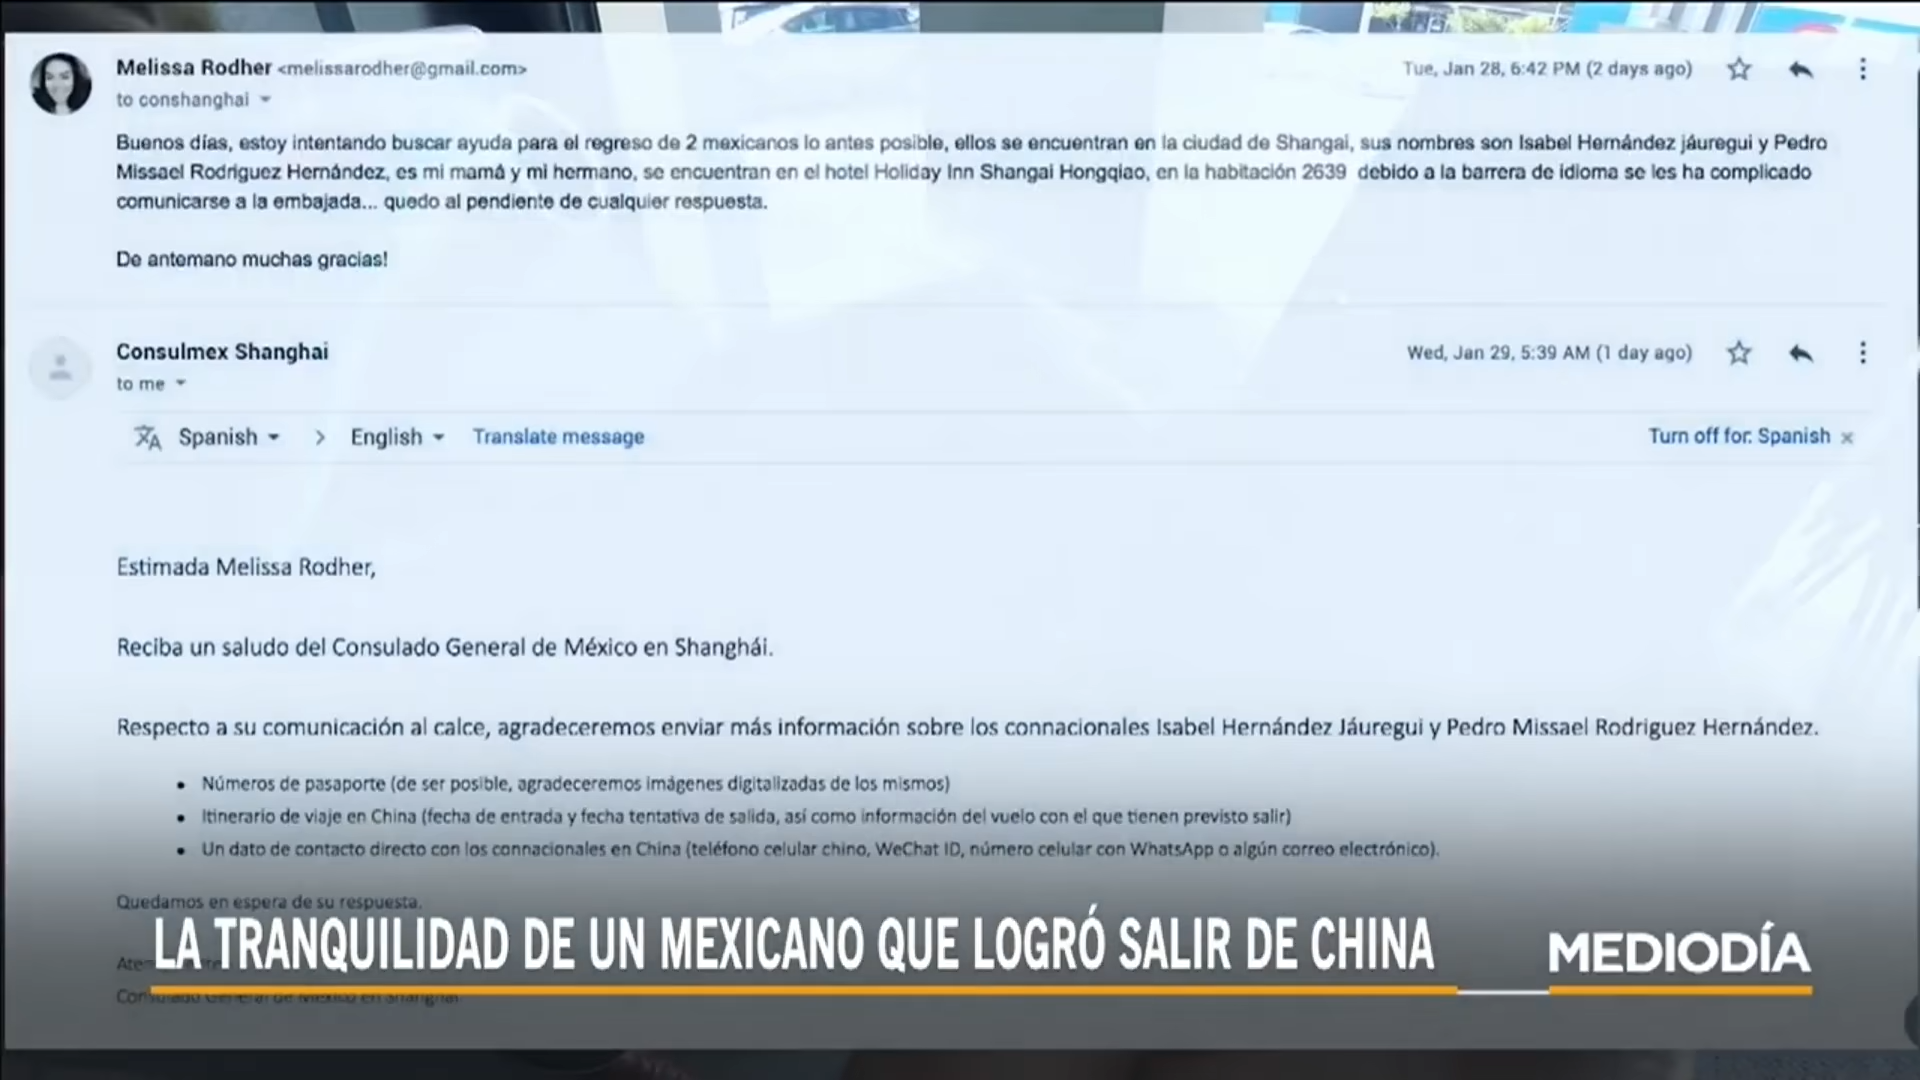 Melissa Rodher <melissarodher@gmail.com>
Tue, Jan 28, 6:42 PM (2 days ago)
to conshanghai
Buenos días, estoy intentando buscar ayuda para el regreso de 2 mexicanos lo antes posible, ellos se encuentran en la ciudad de Shangai, sus nombres son Isabel Hernández jáuregui y Pedro
Missael Rodriguez Hernández, es mi mamá y mi hermano, se encuentran en el hotel Holiday Inn Shangai Hongqiao, en la habitación 2639 debido a la barrera de idioma se les ha complicado
comunicarse a la embajada... quedo al pendiente de cualquier respuesta.
De antemano muchas gracias!
Consulmex Shanghai
Wed, Jan 29, 5:39 AM (1 day ago)
to me
Spanish > English Translate message
Turn off for: Spanish ×
Estimada Melissa Rodher,
Reciba un saludo del Consulado General de México en Shanghái.
Respecto a su comunicación al calce, agradeceremos enviar más información sobre los connacionales Isabel Hernández Jáuregui y Pedro Missael Rodriguez Hernández.
• Números de pasaporte (de ser posible, agradeceremos imágenes digitalizadas de los mismos)
• Itinerario de viaje en China (fecha de entrada y fecha tentativa de salida, así como información del vuelo con el que tienen previsto salir)
• Un dato de contacto directo con los connacionales en China (teléfono celular chino, WeChat ID, número celular con WhatsApp o algún correo electrónico).
Quedamos en espera de su respuesta.
LA TRANQUILIDAD DE UN MEXICANO QUE LOGRÓ SALIR DE CHINA
MEDIODÍA
Consulado General de México en Shanghai